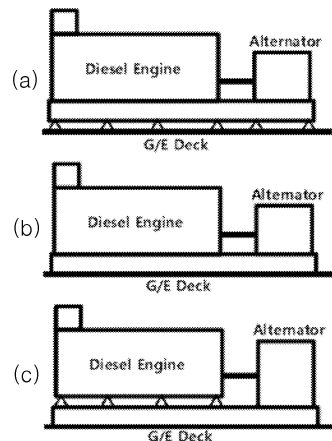 Alternator
(a)
Diesel Engine
G/E Deck
Alternator
(b)
Diesel Engine
G/E Deck
Alternator
(c)
Diesel Engine
G/E Deck